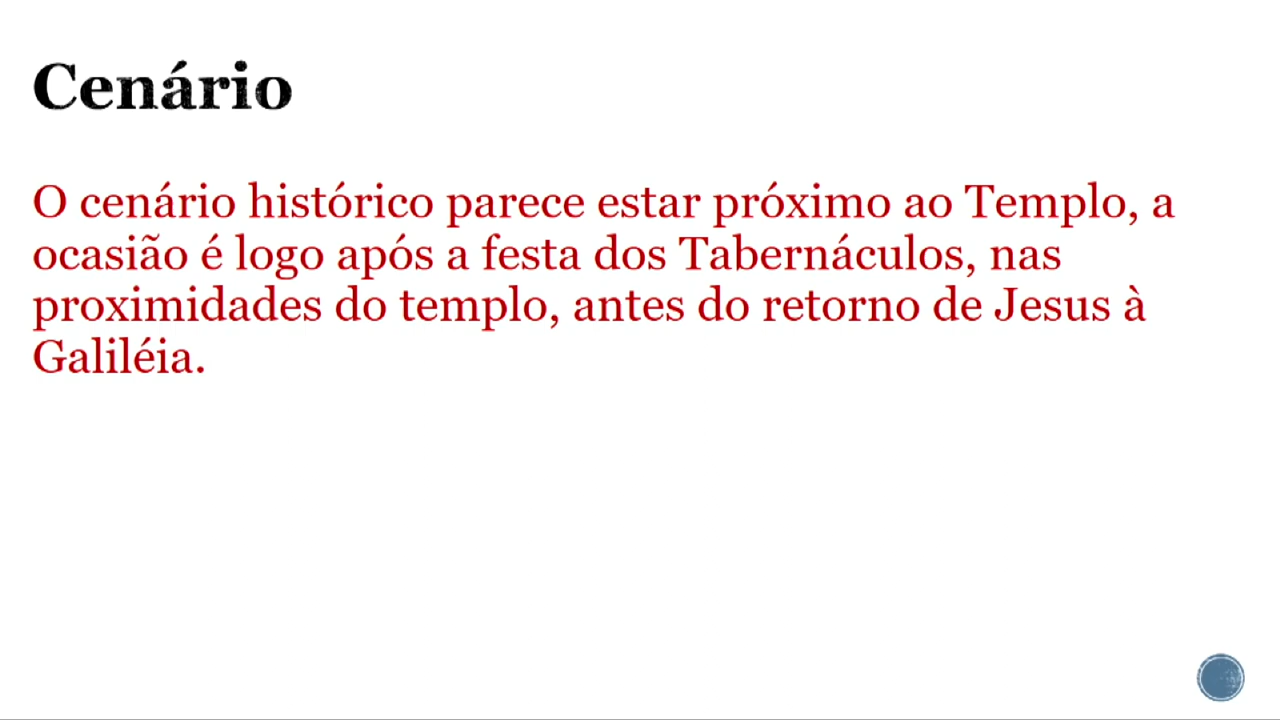 Cenário
O cenário histórico parece estar próximo ao Templo, a
ocasião é logo após a festa dos Tabernáculos, nas
proximidades do templo, antes do retorno de Jesus à
Galiléia.